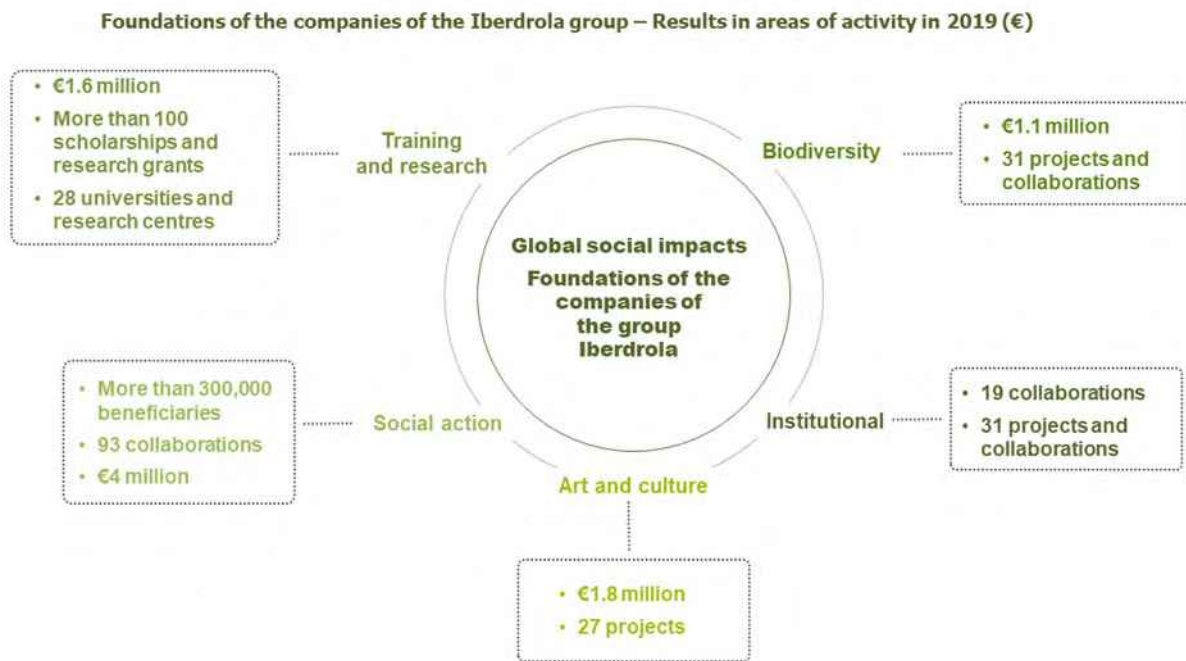 Foundations of the companies of the Iberdrola group – Results in areas of activity in 2019 (€)
• €1.6 million
• More than 100
scholarships and
research grants
• 28 universities and
research centres
Training
and research
Biodiversity
• €1.1 million
• 31 projects and
collaborations
Global social impacts
Foundations of the
companies of
the group
Iberdrola
• More than 300,000
beneficiaries
• 93 collaborations
• €4 million
Social action
Institutional
• 19 collaborations
• 31 projects and
collaborations
Art and culture
• €1.8 million
• 27 projects